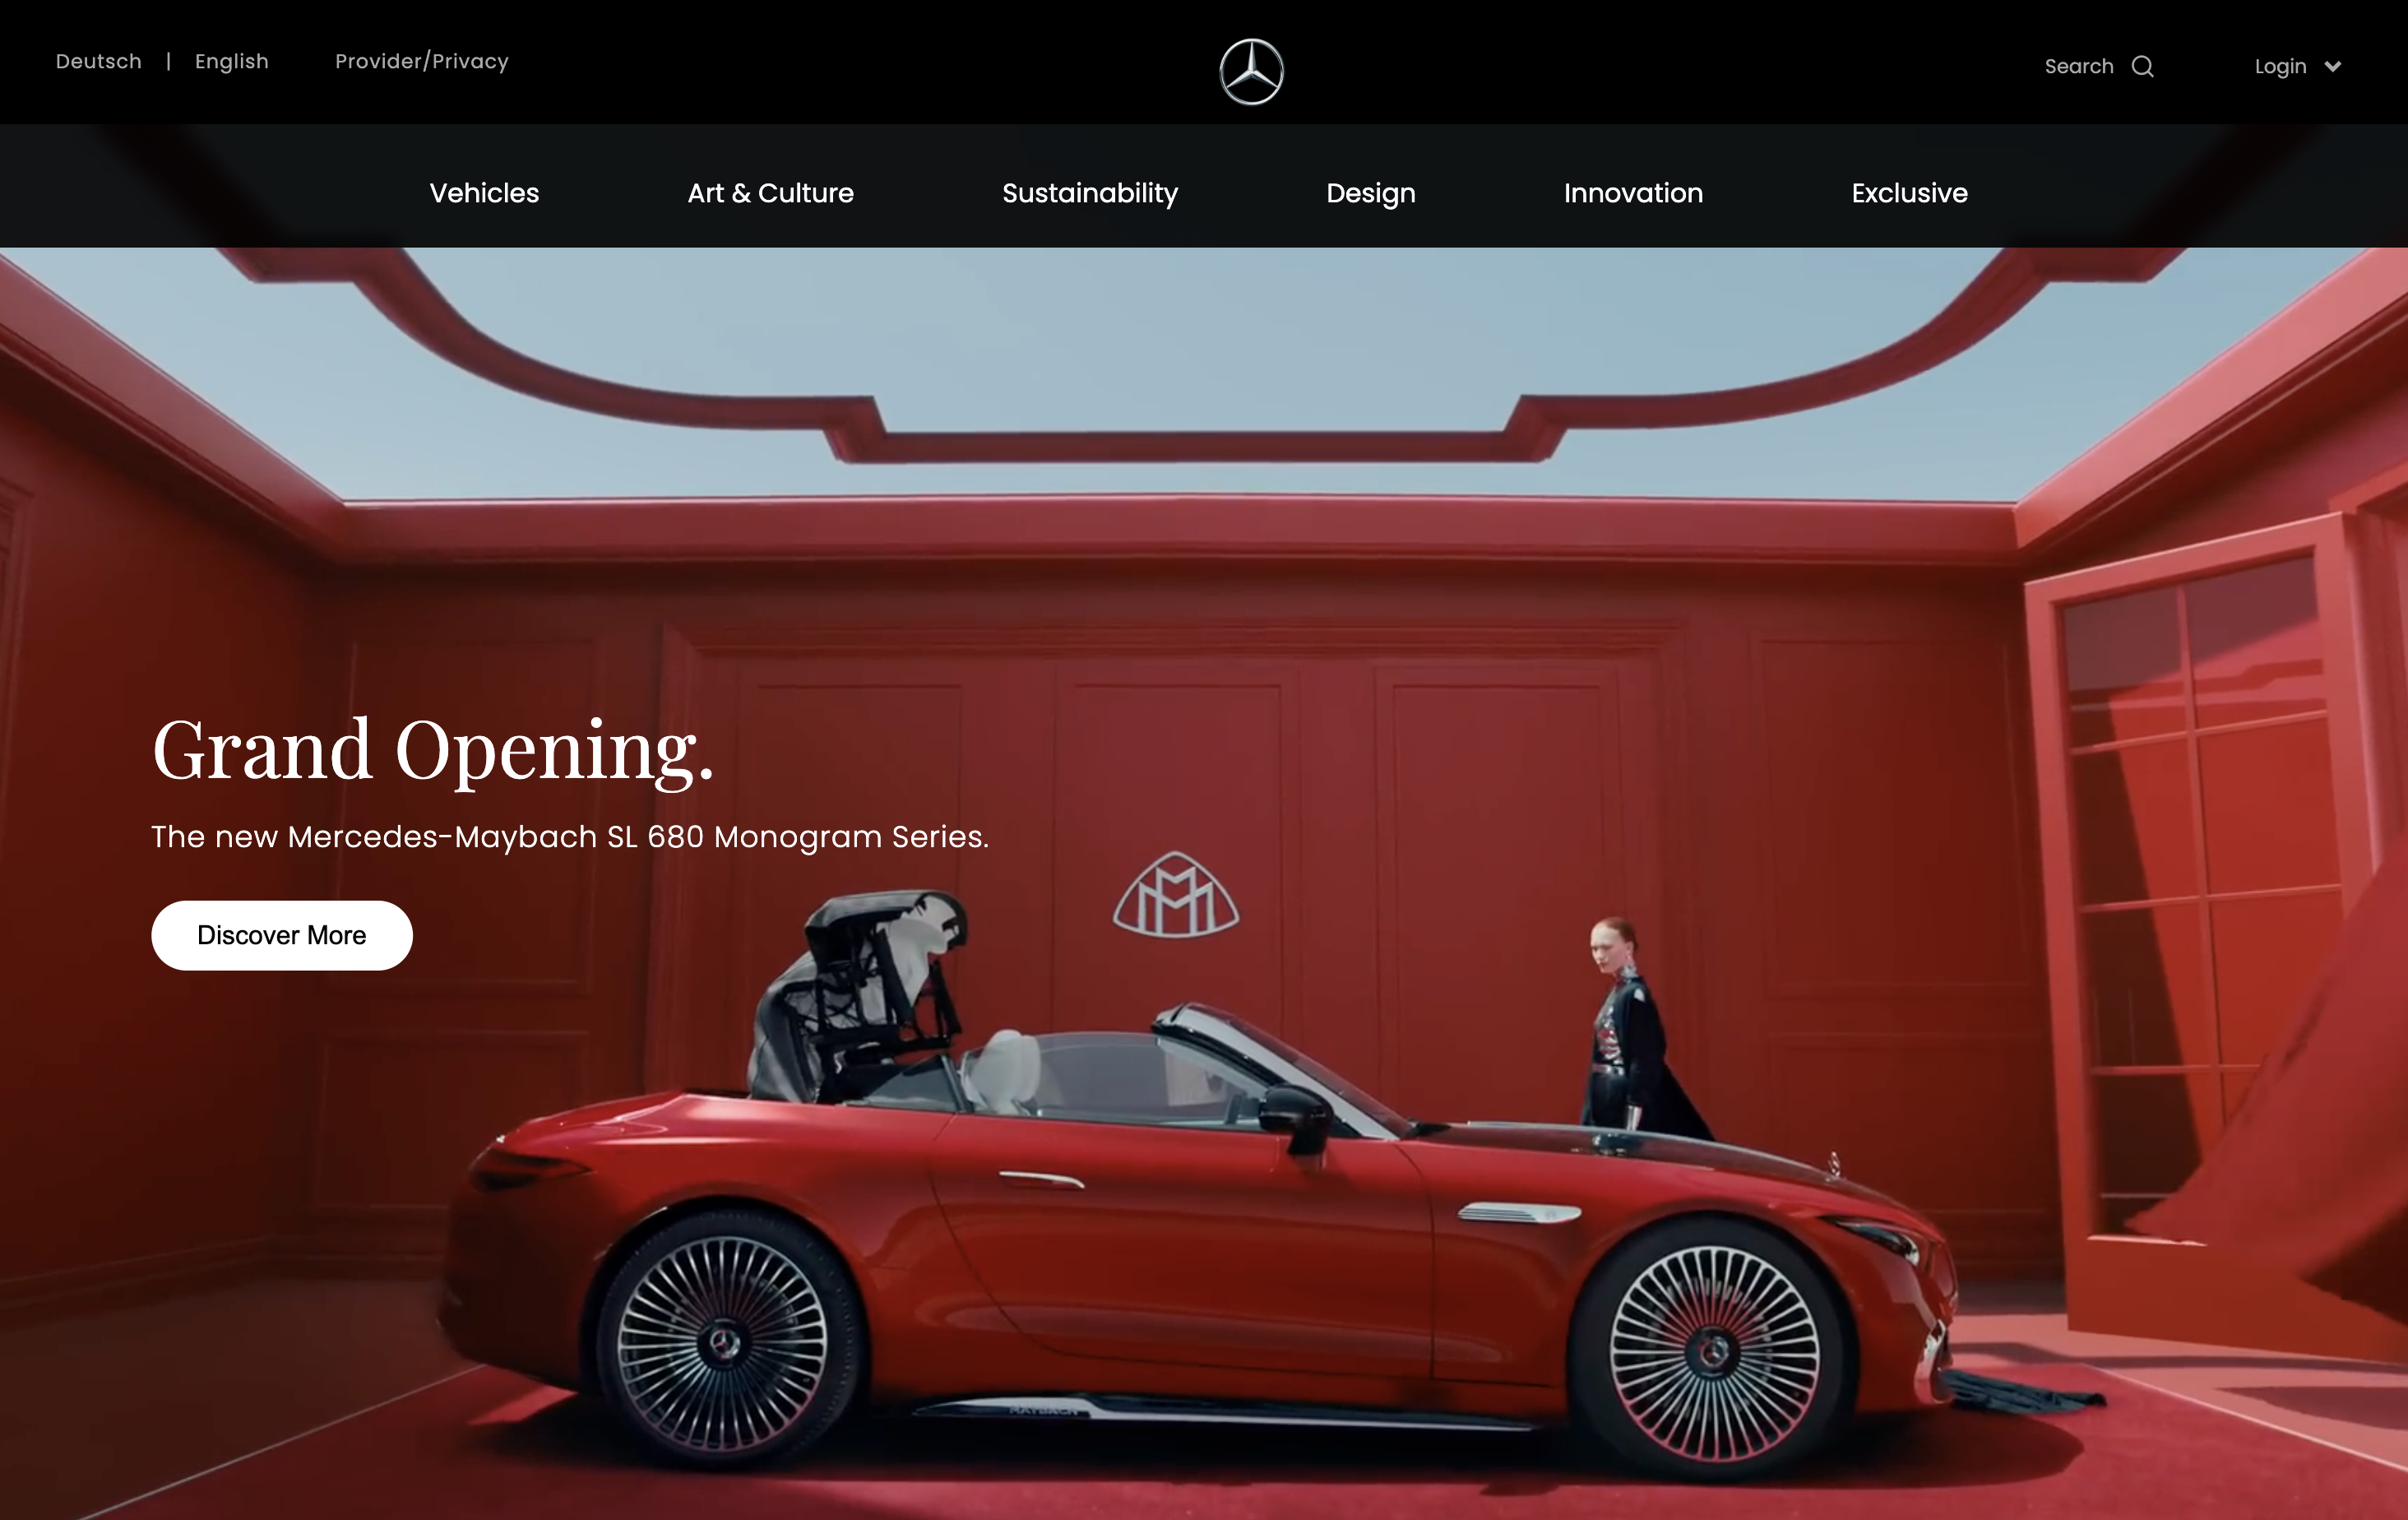 Deutsch | English Provider/Privacy Search Login
Vehicles Art & Culture Sustainability Design Innovation Exclusive
Grand Opening.
The new Mercedes-Maybach SL 680 Monogram Series.
Discover More
MAYBACH